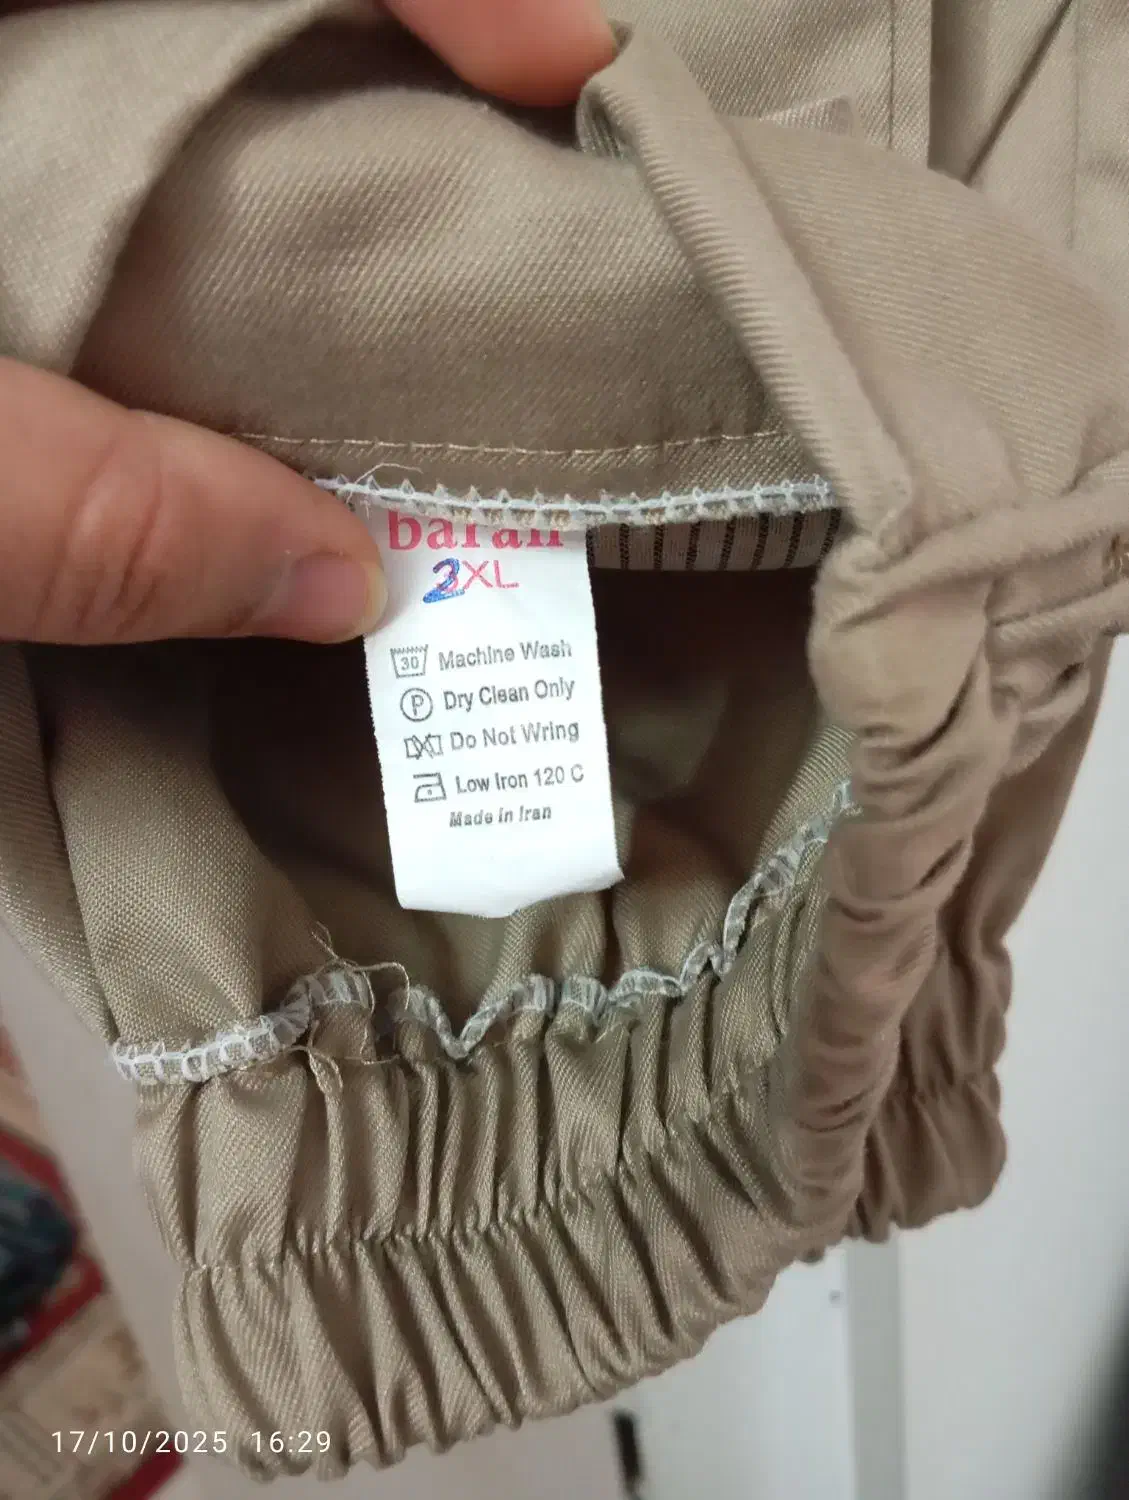 baran
2XL
30 Machine Wash
P Dry Clean Only
Do Not Wring
Low Iron 120 C
Made in Iran
17/10/2025 16:29